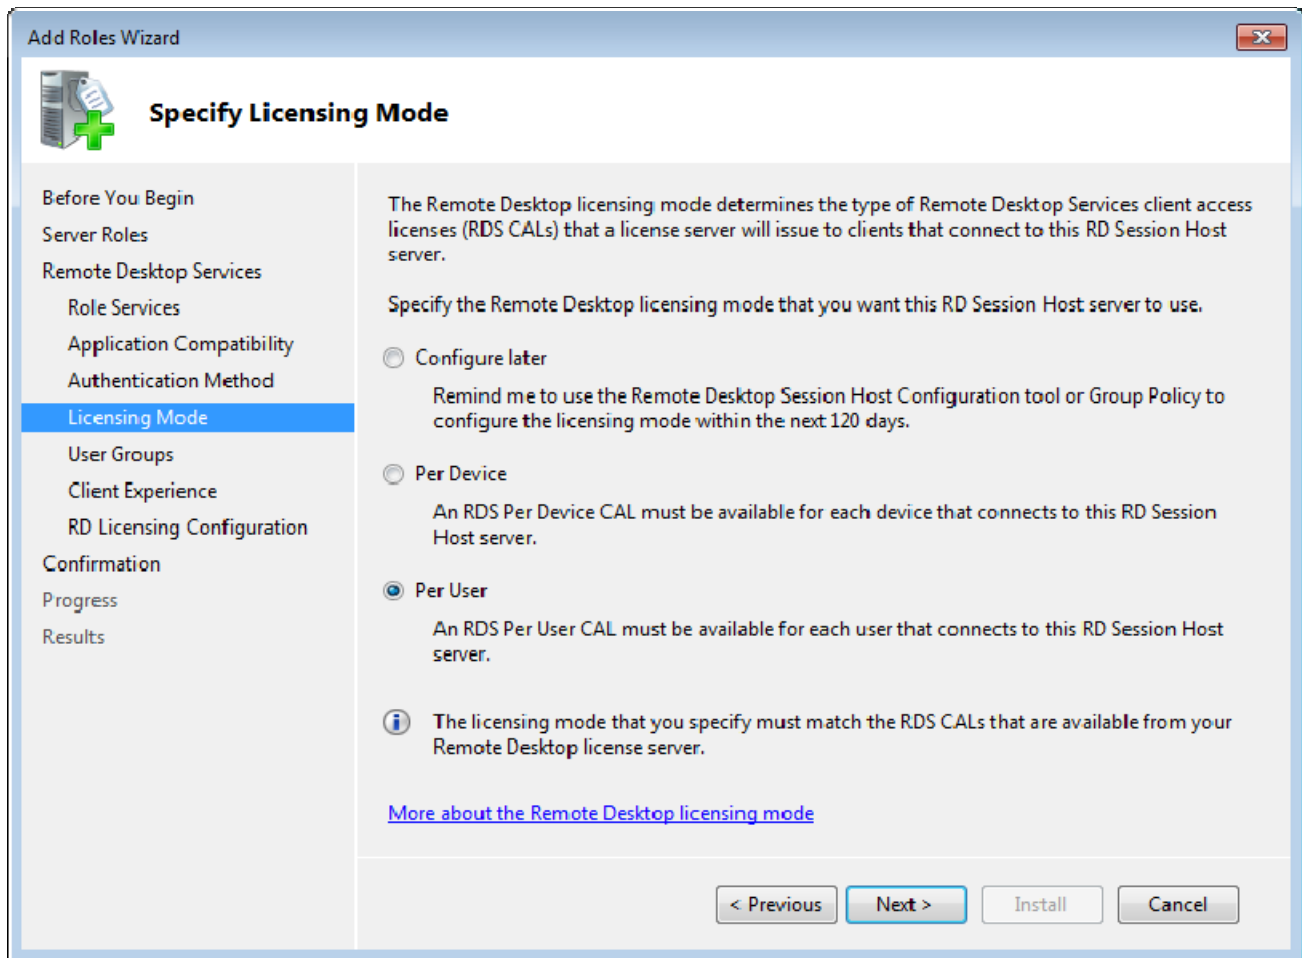 Add Roles Wizard
Specify Licensing Mode
Before You Begin
Server Roles
Remote Desktop Services
Role Services
Application Compatibility
Authentication Method
Licensing Mode
User Groups
Client Experience
RD Licensing Configuration
Confirmation
Progress
Results
The Remote Desktop licensing mode determines the type of Remote Desktop Services client access
licenses (RDS CALs) that a license server will issue to clients that connect to this RD Session Host
server.
Specify the Remote Desktop licensing mode that you want this RD Session Host server to use.
Configure later
Remind me to use the Remote Desktop Session Host Configuration tool or Group Policy to
configure the licensing mode within the next 120 days.
Per Device
An RDS Per Device CAL must be available for each device that connects to this RD Session
Host server.
Per User
An RDS Per User CAL must be available for each user that connects to this RD Session Host
server.
The licensing mode that you specify must match the RDS CALs that are available from your
Remote Desktop license server.
More about the Remote Desktop licensing mode
< Previous
Next >
Install
Cancel